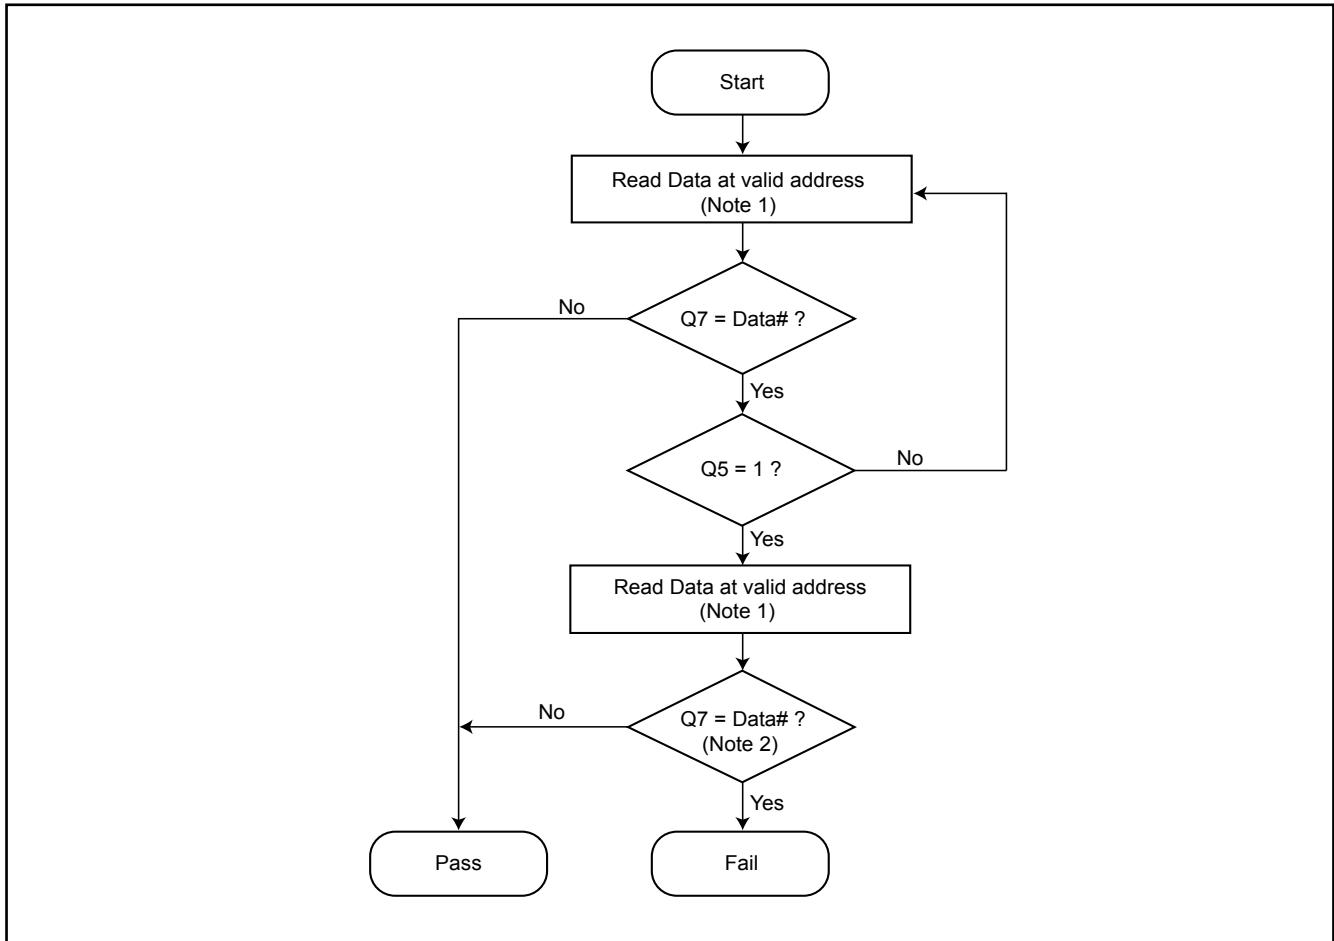 Start
Read Data at valid address
(Note 1)
No
Q7 = Data# ?
Yes
Q5 = 1 ?
No
Yes
Read Data at valid address
(Note 1)
No
Q7 = Data# ?
(Note 2)
Yes
Pass
Fail